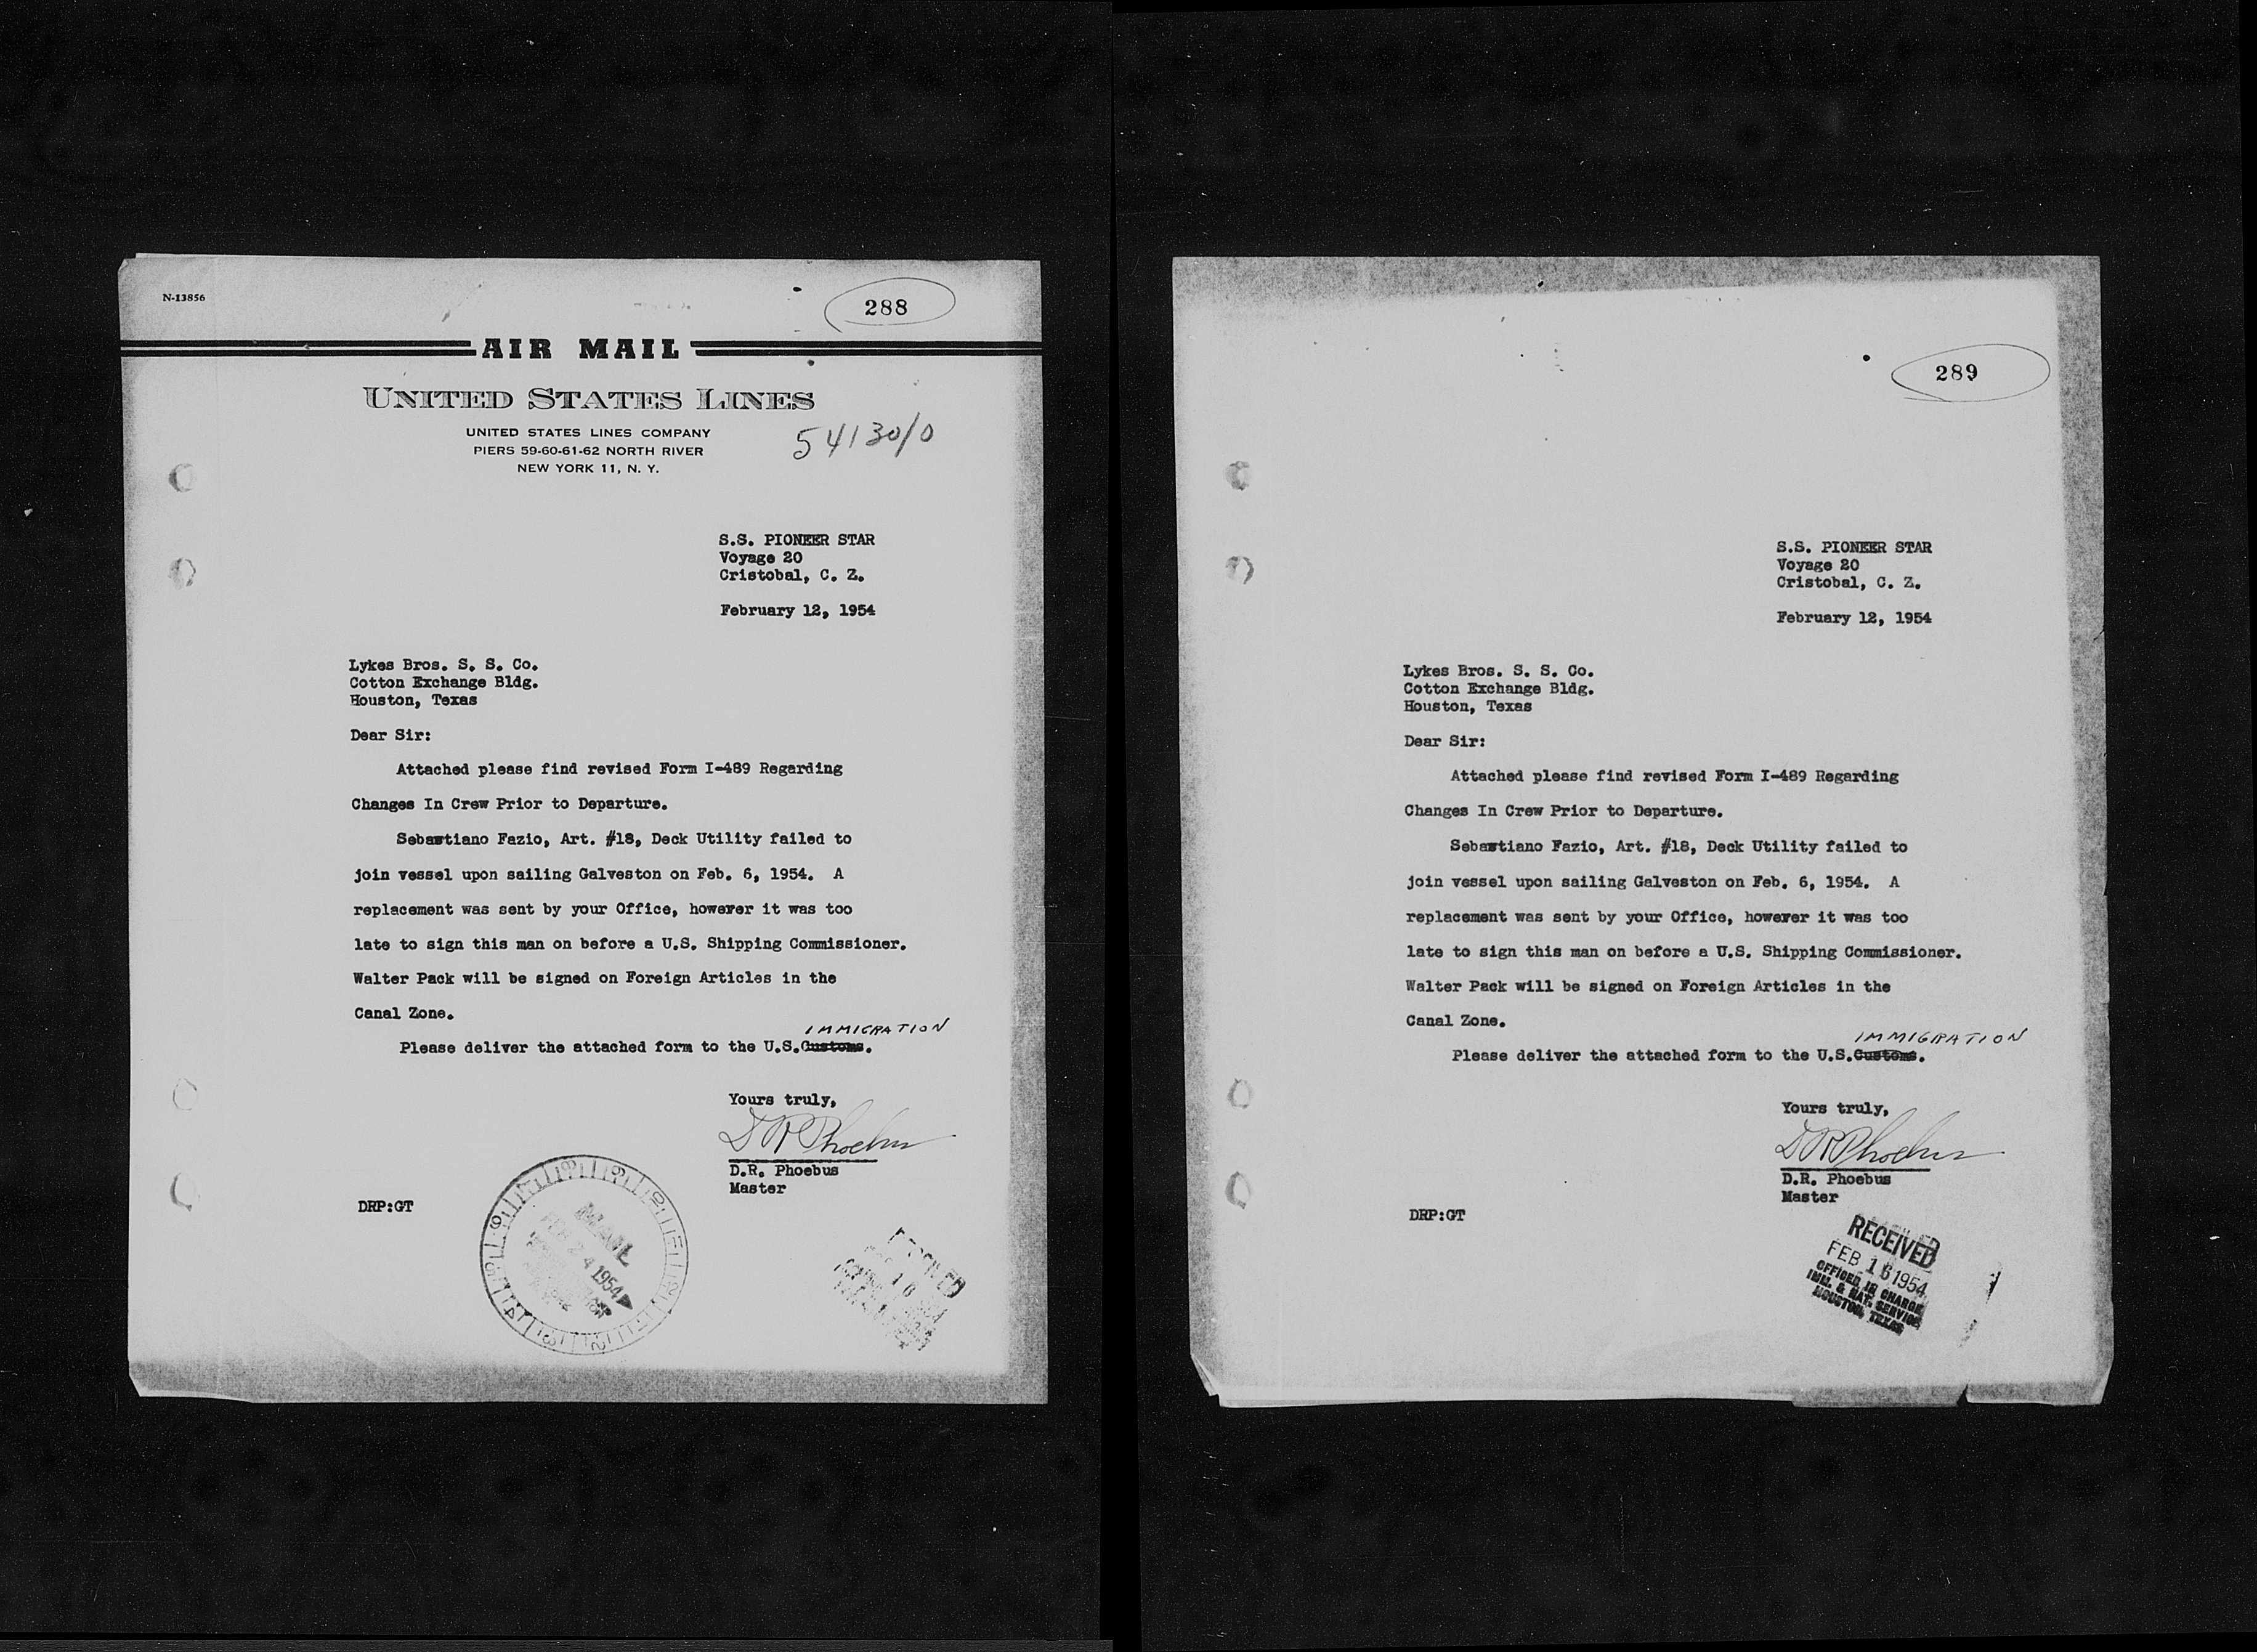 N-13856
288
AIR MAIL
UNITED STATES LINES
UNITED STATES LINES COMPANY
PIERS 59-60-61-62 NORTH RIVER
NEW YORK 11, N. Y.
54130/0
S.S. PIONEER STAR
Voyage 20
Cristobal, C. Z.
February 12, 1954
Lykes Bros. S. S. Co.
Cotton Exchange Bldg.
Houston, Texas
Dear Sir:
Attached please find revised Form I-489 Regarding
Changes In Crew Prior to Departure.
Sebastiano Fazio, Art. #18, Deck Utility failed to
join vessel upon sailing Galveston on Feb. 6, 1954. A
replacement was sent by your Office, however it was too
late to sign this man on before a U.S. Shipping Commissioner.
Walter Pack will be signed on Foreign Articles in the
Canal Zone.
IMMIGRATION
Please deliver the attached form to the U.S.Customs.
Yours truly,
D R Phoebus
D.R. Phoebus
Master
DRP:GT
MAIL
24 1954
289
S.S. PIONEER STAR
Voyage 20
Cristobal, C. Z.
February 12, 1954
Lykes Bros. S. S. Co.
Cotton Exchange Bldg.
Houston, Texas
Dear Sir:
Attached please find revised Form I-489 Regarding
Changes In Crew Prior to Departure.
Sebastiano Fazio, Art. #18, Deck Utility failed to
join vessel upon sailing Galveston on Feb. 6, 1954. A
replacement was sent by your Office, however it was too
late to sign this man on before a U.S. Shipping Commissioner.
Walter Pack will be signed on Foreign Articles in the
Canal Zone.
IMMIGRATION
Please deliver the attached form to the U.S.Customs.
Yours truly,
D R Phoebus
D.R. Phoebus
Master
DRP:GT
RECEIVED
FEB 16 1954
OFFICER IN CHARGE
IMM. & NAT. SERVICE
HOUSTON, TEXAS